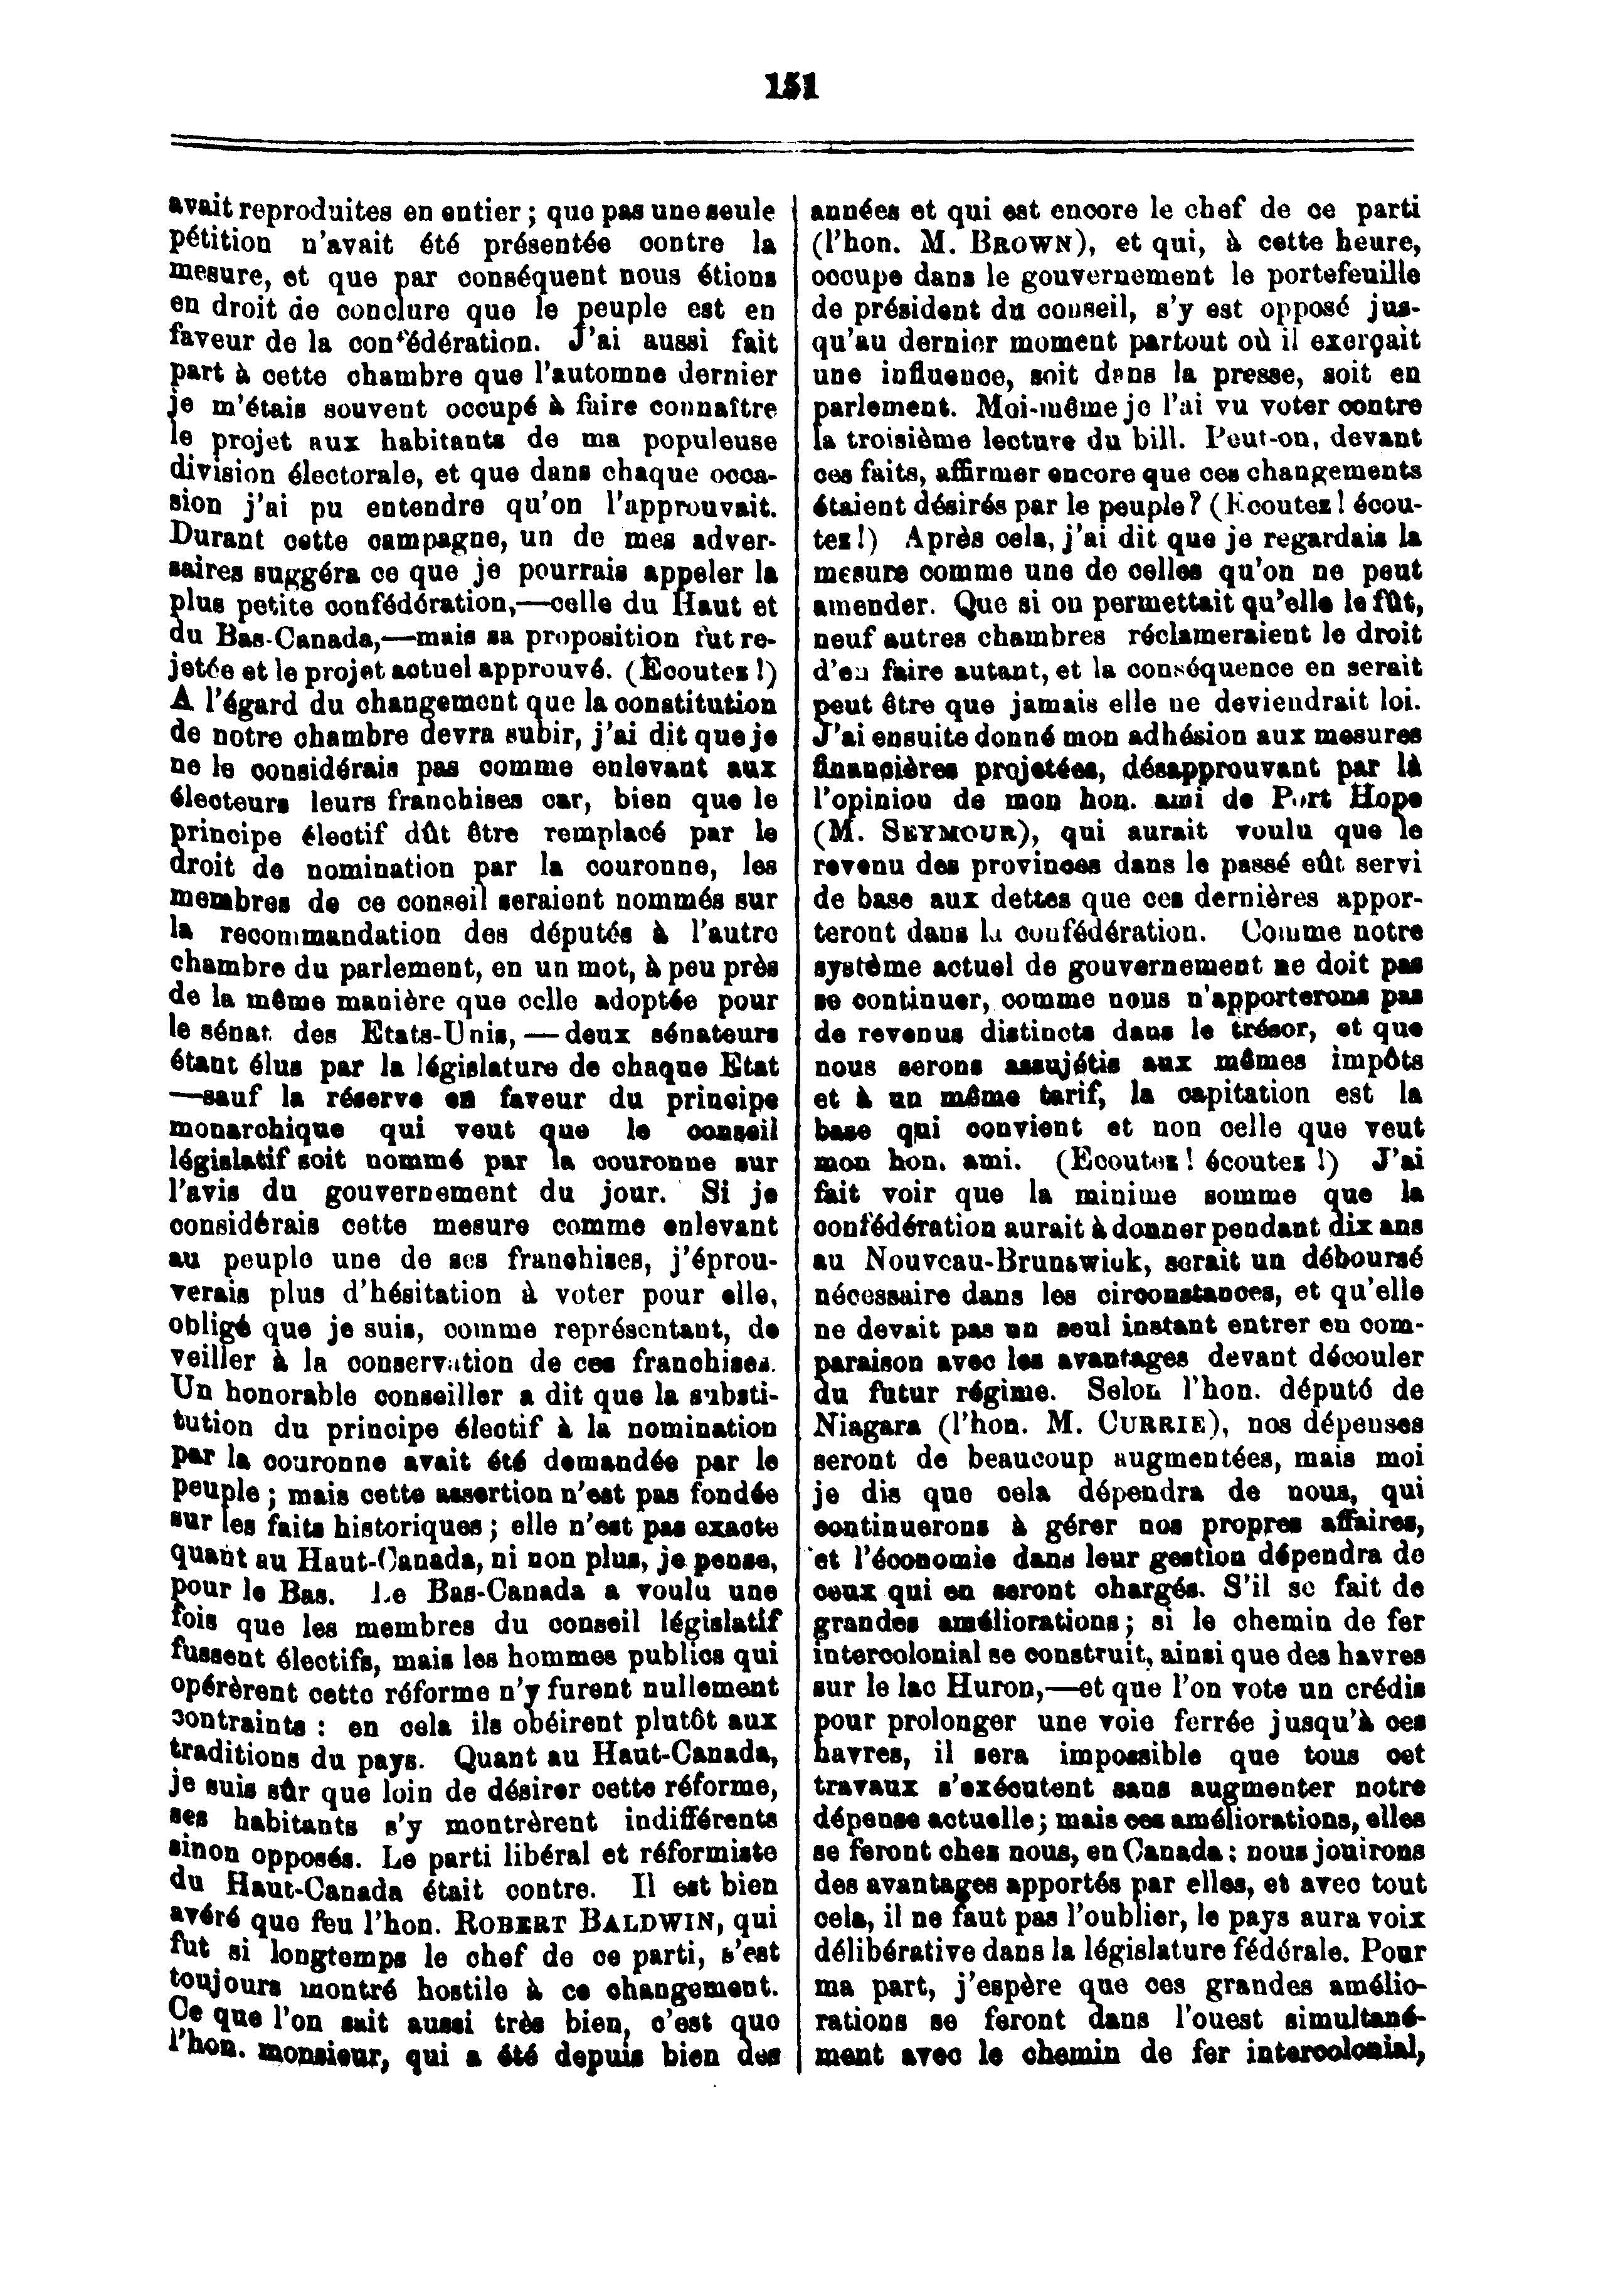 151
avait reproduites en entier ; que pas une seule
pétition n'avait été présentée contre la
mesure, et que par conséquent nous étions
en droit de conclure que le peuple est en
faveur de la confédération. J'ai aussi fait
part à cette chambre que l'automne dernier
je m'étais souvent occupé à faire connaître
le projet aux habitants de ma populeuse
division électorale, et que dans chaque occa-
sion j'ai pu entendre qu'on l'approuvait.
Durant cette campagne, un de mes adver-
saires suggéra ce que je pourrais appeler la
plus petite confédération,—celle du Haut et
du Bas-Canada,—mais sa proposition fut re-
jetée et le projet actuel approuvé. (Ecoutez !)
A l'égard du changement que la constitution
de notre chambre devra subir, j'ai dit que je
ne le considérais pas comme enlevant aux
électeurs leurs franchises car, bien que le
principe électif dût être remplacé par le
droit de nomination par la couronne, les
membres de ce conseil seraient nommés sur
la recommandation des députés à l'autre
chambre du parlement, en un mot, à peu près
de la même manière que celle adoptée pour
le sénat des Etats-Unis, — deux sénateurs
étant élus par la législature de chaque Etat
—sauf la réserve en faveur du principe
monarchique qui veut que le conseil
législatif soit nommé par la couronne sur
l'avis du gouvernement du jour. Si je
considérais cette mesure comme enlevant
au peuple une de ses franchises, j'éprou-
verais plus d'hésitation à voter pour elle,
obligé que je suis, comme représentant, de
veiller à la conservation de ces franchises.
Un honorable conseiller a dit que la substi-
tution du principe électif à la nomination
par la couronne avait été demandée par le
peuple ; mais cette assertion n'est pas fondée
sur les faits historiques ; elle n'est pas exacte
quant au Haut-Canada, ni non plus, je pense,
pour le Bas. Le Bas-Canada a voulu une
fois que les membres du conseil législatif
fussent électifs, mais les hommes publics qui
opérèrent cette réforme n'y furent nullement
contraints : en cela ils obéirent plutôt aux
traditions du pays. Quant au Haut-Canada,
je suis sûr que loin de désirer cette réforme,
ses habitants s'y montrèrent indifférents
sinon opposés. Le parti libéral et réformiste
du Haut-Canada était contre. Il est bien
avéré que feu l'hon. ROBERT BALDWIN, qui
fut si longtemps le chef de ce parti, s'est
toujours montré hostile à ce changement.
Ce que l'on sait aussi très bien, c'est que
l'hon. monsieur, qui a été depuis bien des
années et qui est encore le chef de ce parti
(l'hon. M. BROWN), et qui, à cette heure,
occupe dans le gouvernement le portefeuille
de président du conseil, s'y est opposé jus-
qu'au dernier moment partout où il exerçait
une influence, soit dans la presse, soit en
parlement. Moi-même je l'ai vu voter contre
la troisième lecture du bill. Peut-on, devant
ces faits, affirmer encore que ces changements
étaient désirés par le peuple? (Ecoutez ! écou-
tez !) Après cela, j'ai dit que je regardais la
mesure comme une de celles qu'on ne peut
amender. Que si on permettait qu'elle le fût,
neuf autres chambres réclameraient le droit
d'en faire autant, et la conséquence en serait
peut être que jamais elle ne deviendrait loi.
J'ai ensuite donné mon adhésion aux mesures
financières projetées, désapprouvant par là
l'opinion de mon hon. ami de Port Hope
(M. SEYMOUR), qui aurait voulu que le
revenu des provinces dans le passé eût servi
de base aux dettes que ces dernières appor-
teront dans la confédération. Comme notre
système actuel de gouvernement ne doit pas
se continuer, comme nous n'apporterons pas
de revenus distincts dans le trésor, et que
nous serons assujétis aux mêmes impôts
et à un même tarif, la capitation est la
base qui convient et non celle que veut
mon hon. ami. (Ecoutez ! écoutez !) J'ai
fait voir que la minime somme que la
confédération aurait à donner pendant dix ans
au Nouveau-Brunswick, serait un déboursé
nécessaire dans les circonstances, et qu'elle
ne devait pas un seul instant entrer en com-
paraison avec les avantages devant découler
du futur régime. Selon l'hon. député de
Niagara (l'hon. M. CURRIE), nos dépenses
seront de beaucoup augmentées, mais moi
je dis que cela dépendra de nous, qui
continuerons à gérer nos propres affaires,
et l'économie dans leur gestion dépendra de
ceux qui en seront chargés. S'il se fait de
grandes améliorations ; si le chemin de fer
intercolonial se construit, ainsi que des havres
sur le lac Huron,—et que l'on vote un crédis
pour prolonger une voie ferrée jusqu'à ces
havres, il sera impossible que tous cet
travaux s'exécutent sans augmenter notre
dépense actuelle ; mais ces améliorations, elles
se feront chez nous, en Canada : nous jouirons
des avantages apportés par elles, et avec tout
cela, il ne faut pas l'oublier, le pays aura voix
délibérative dans la législature fédérale. Pour
ma part, j'espère que ces grandes amélio-
rations se feront dans l'ouest simultané-
ment avec le chemin de fer intercolonial,